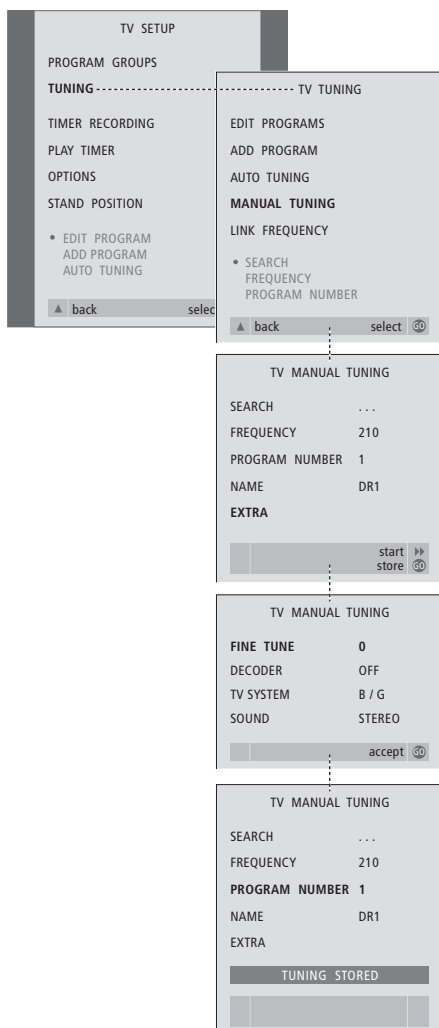 TV SETUP
PROGRAM GROUPS
TUNING
TIMER RECORDING
PLAY TIMER
OPTIONS
STAND POSITION
• EDIT PROGRAM
ADD PROGRAM
AUTO TUNING
▲ back selec
TV TUNING
EDIT PROGRAMS
ADD PROGRAM
AUTO TUNING
MANUAL TUNING
LINK FREQUENCY
• SEARCH
FREQUENCY
PROGRAM NUMBER
▲ back select GO
TV MANUAL TUNING
SEARCH ...
FREQUENCY 210
PROGRAM NUMBER 1
NAME DR1
EXTRA
start
store GO
TV MANUAL TUNING
FINE TUNE 0
DECODER OFF
TV SYSTEM B / G
SOUND STEREO
accept GO
TV MANUAL TUNING
SEARCH ...
FREQUENCY 210
PROGRAM NUMBER 1
NAME DR1
EXTRA
TUNING STORED